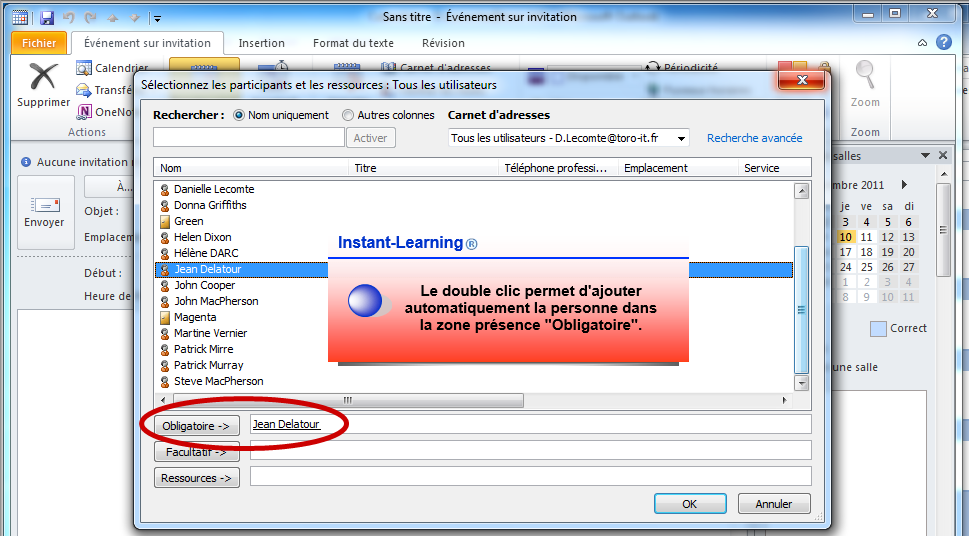 Sans titre - Événement sur invitation
Fichier
Événement sur invitation
Insertion
Format du texte
Révision
Supprimer
Calendrier
Transfé
OneNot
Actions
Carnet d'adresses
Périodicité
Zoom
Zoom
Aucune invitation
Envoyer
À...
Objet :
Emplacem
Début :
Heure de
Sélectionnez les participants et les ressources : Tous les utilisateurs
Rechercher : Nom uniquement Autres colonnes Carnet d'adresses
Activer
Tous les utilisateurs - D.Lecomte@toro-it.fr
Recherche avancée
Nom Titre Téléphone professi... Emplacement Service
Danielle Lecomte
Donna Griffiths
Green
Helen Dixon
Hélène DARC
Jean Delatour
John Cooper
John MacPherson
Magenta
Martine Vernier
Patrick Mirre
Patrick Murray
Steve MacPherson
Instant-Learning®
Le double clic permet d'ajouter
automatiquement la personne dans
la zone présence "Obligatoire".
Obligatoire -> Jean Delatour
Facultatif ->
Ressources ->
OK
Annuler
salles
mbre 2011
je ve sa di
3 4 5 6
10 11 12 13
17 18 19 20
24 25 26 27
1 2 3 4
8 9 10 11
Correct
une salle